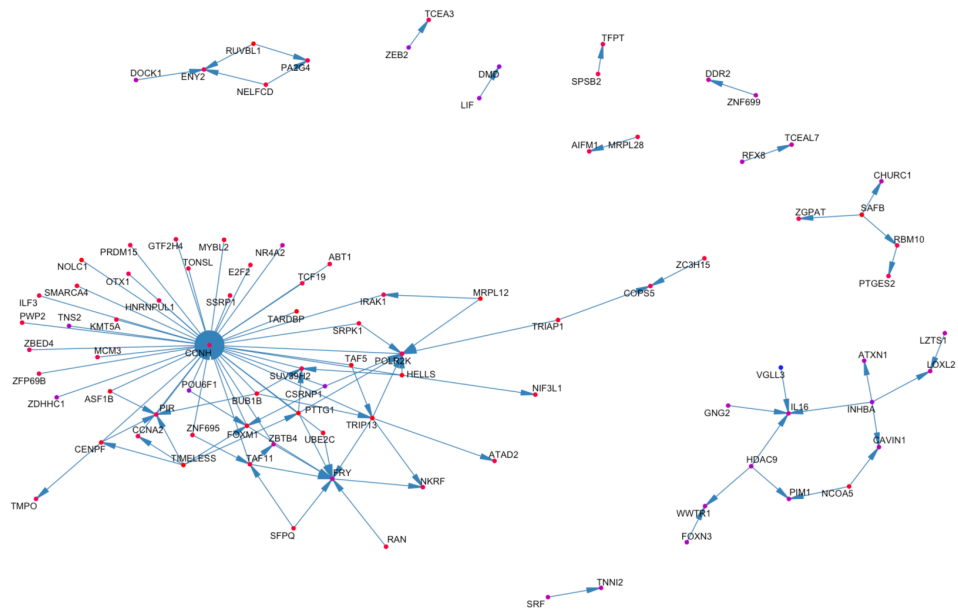 TCEA3
ZEB2
RUVBL1
PA2G4
DOCK1
ENY2
NELFCD
TFPT
SPSB2
DMD
LIF
DDR2
ZNF699
AIFM1
MRPL28
TCEAL7
RFX8
CHURC1
ZGPAT
SAFB
RBM10
PTGES2
PRDM15
GTF2H4
MYBL2
NR4A2
ABT1
NOLC1
TONSL
E2F2
TCF19
OTX1
SMARCA4
HNRNPUL1
SSRP1
ILF3
IRAK1
MRPL12
ZC3H15
COPS5
PWP2
TNS2
KMT5A
TARDBP
SRPK1
TRIAP1
ZBED4
MCM3
CCNH
TAF5
POLR2K
ZFP69B
SUV39H2
HELLS
ZDHHC1
ASF1B
POU6F1
BUB1B
CSRNP1
NIF3L1
PIR
PTTG1
CCNA2
ZNF695
FOXM1
TRIP13
CENPF
TIMELESS
TAF11
ZBTB4
UBE2C
FRY
ATAD2
NKRF
TMPO
SFPQ
RAN
LZTS1
ATXN1
LOXL2
VGLL3
GNG2
IL16
INHBA
CAVIN1
HDAC9
PIM1
NCOA5
WWTR1
FOXN3
TNNI2
SRF